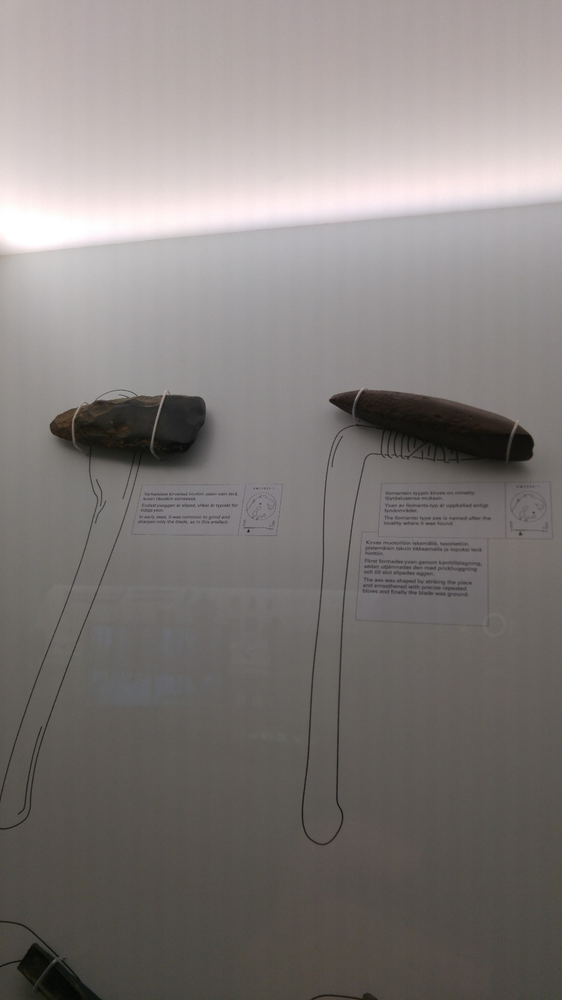 Varhaisissa kirveissä hiottiin usein vain terä,
kuten tässäkin esineessä.
Endast yxeggen är slipad, vilket är typiskt för
tidiga yxor.
In early axes, it was common to grind and
sharpen only the blade, as in this artefact.
Ilomantsin tyypin kirves on nimetty
löytöalueensa mukaan.
Yxan av Ilomants-typ är uppkallad enligt
fyndområdet.
The Ilomantsi type axe is named after the
locality where it was found.
Kirves muotoiltiin iskemällä, tasoitettiin
pistemäisin iskuin tikkaamalla ja lopuksi terä
hiottiin.
Först formades yxan genom kanttillslagning,
sedan utjämnades den med prickhuggning
och till slut slipades eggen.
The axe was shaped by striking the piece
and smoothened with precise repeated
blows and finally the blade was ground.